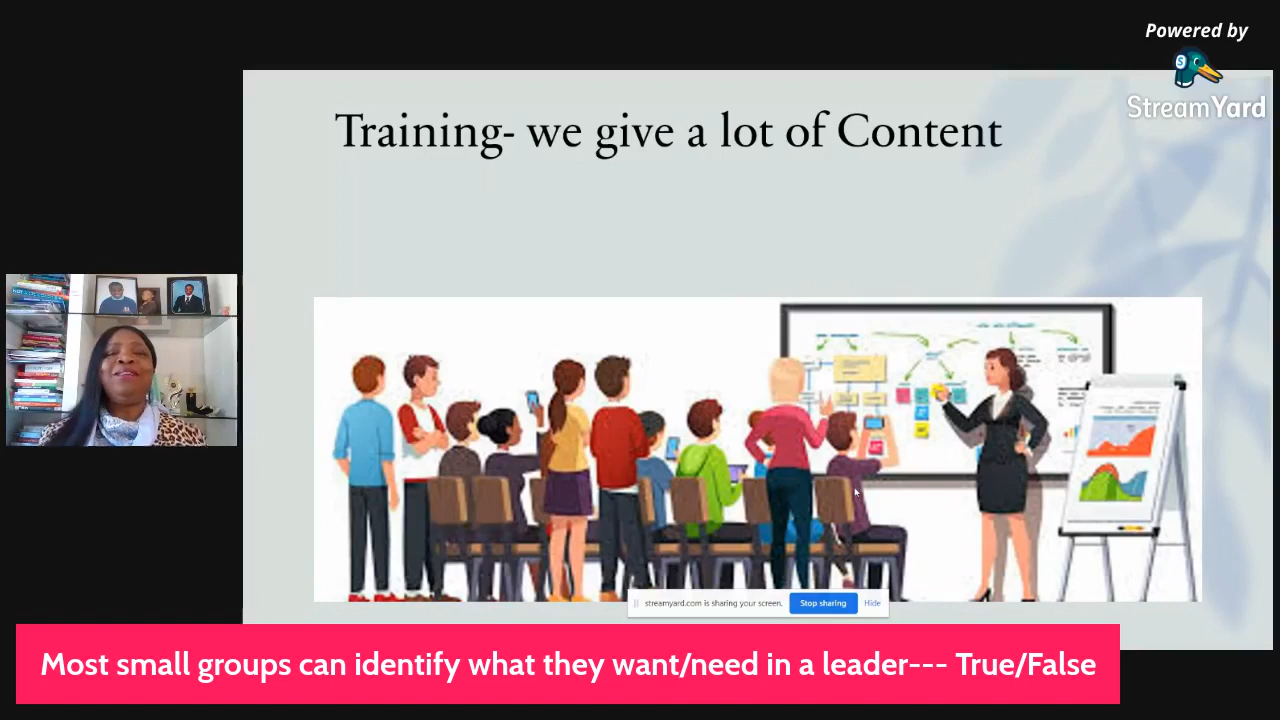 Powered by
StreamYard
Training- we give a lot of Content
streamyard.com is sharing your screen.
Stop sharing
Hide
Most small groups can identify what they want/need in a leader--- True/False